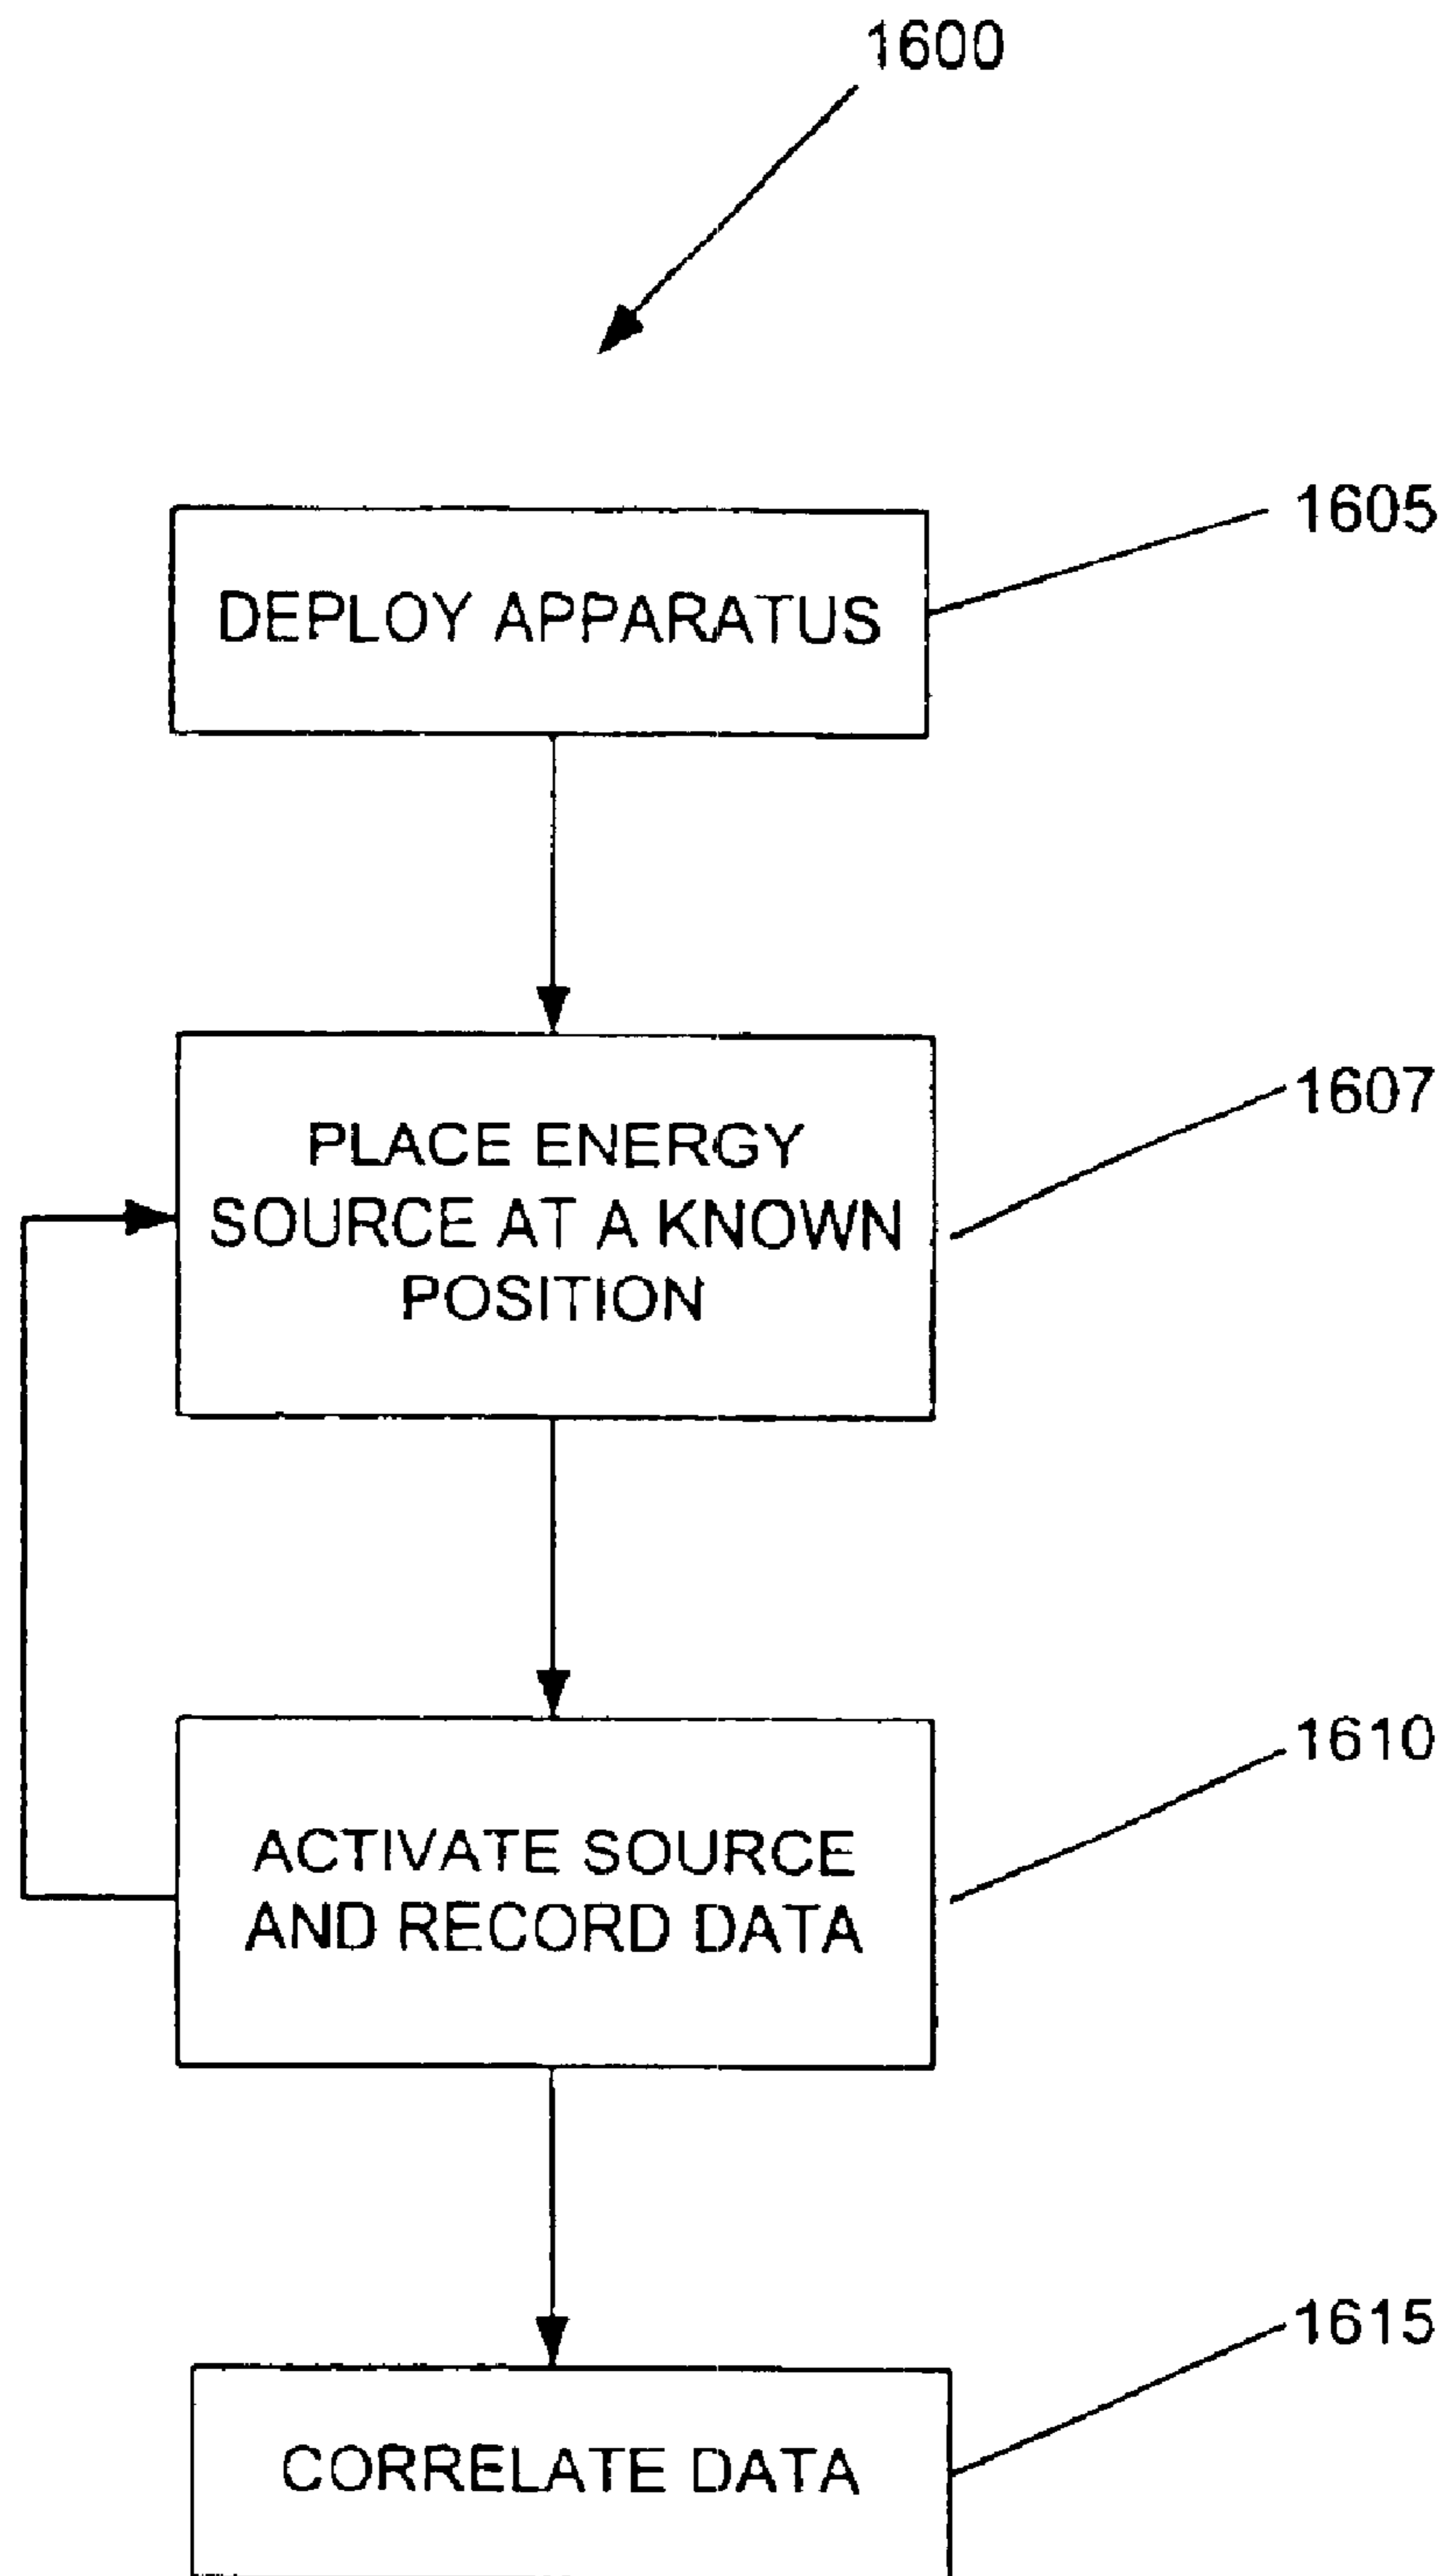 1600
DEPLOY APPARATUS
1605
PLACE ENERGY
SOURCE AT A KNOWN
POSITION
1607
ACTIVATE SOURCE
AND RECORD DATA
1610
CORRELATE DATA
1615